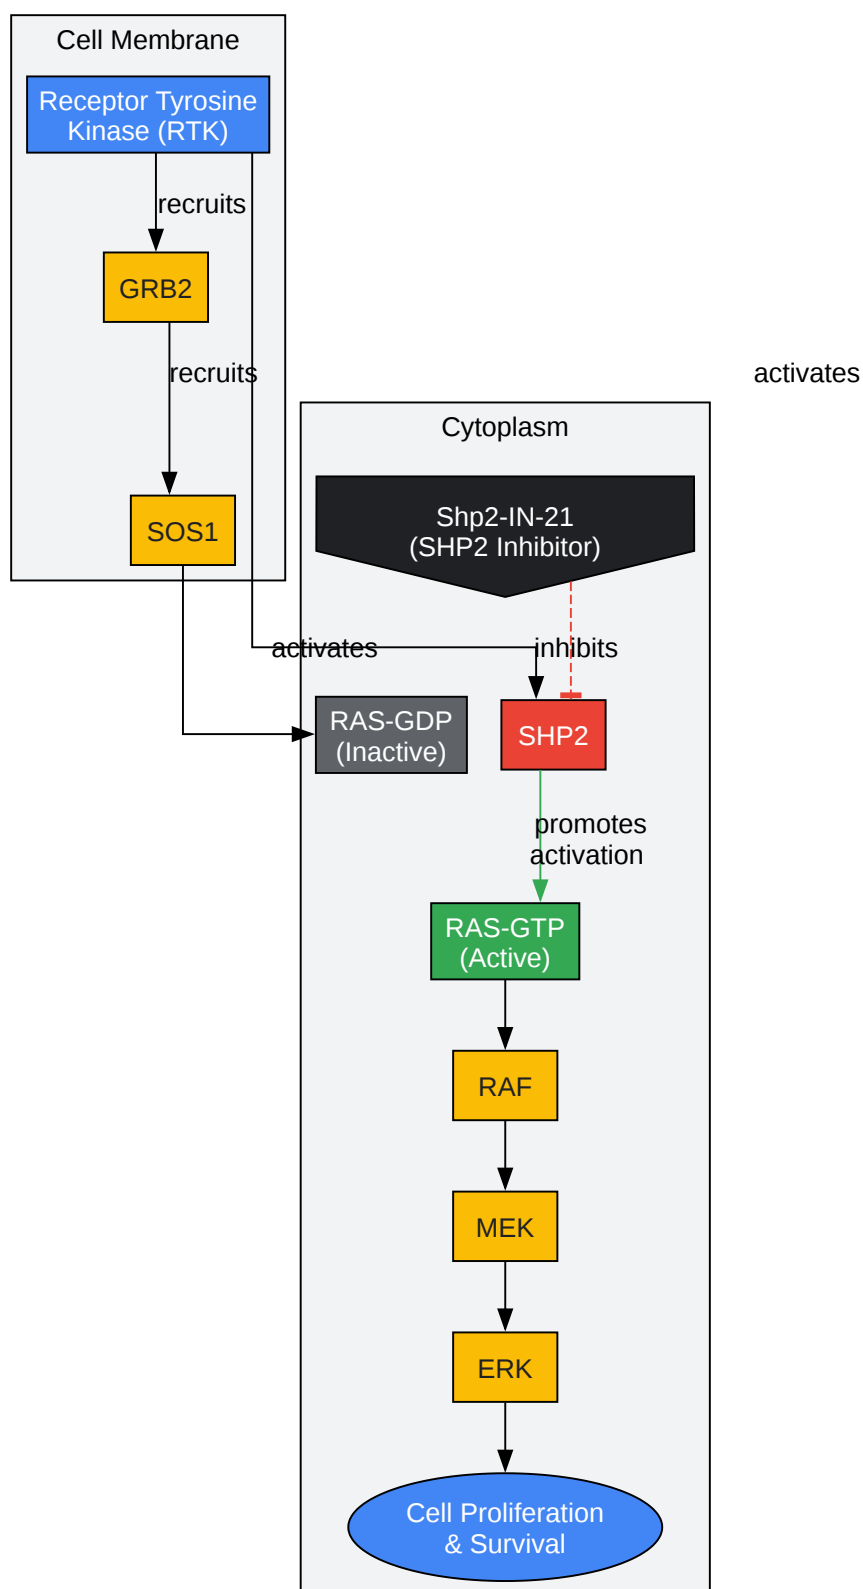 Cell Membrane
Receptor Tyrosine
Kinase (RTK)
recruits
GRB2
recruits
activates
Cytoplasm
Shp2-IN-21
(SHP2 Inhibitor)
SOS1
activates
inhibits
RAS-GDP
(Inactive)
SHP2
promotes
activation
RAS-GTP
(Active)
RAF
MEK
ERK
Cell Proliferation
& Survival